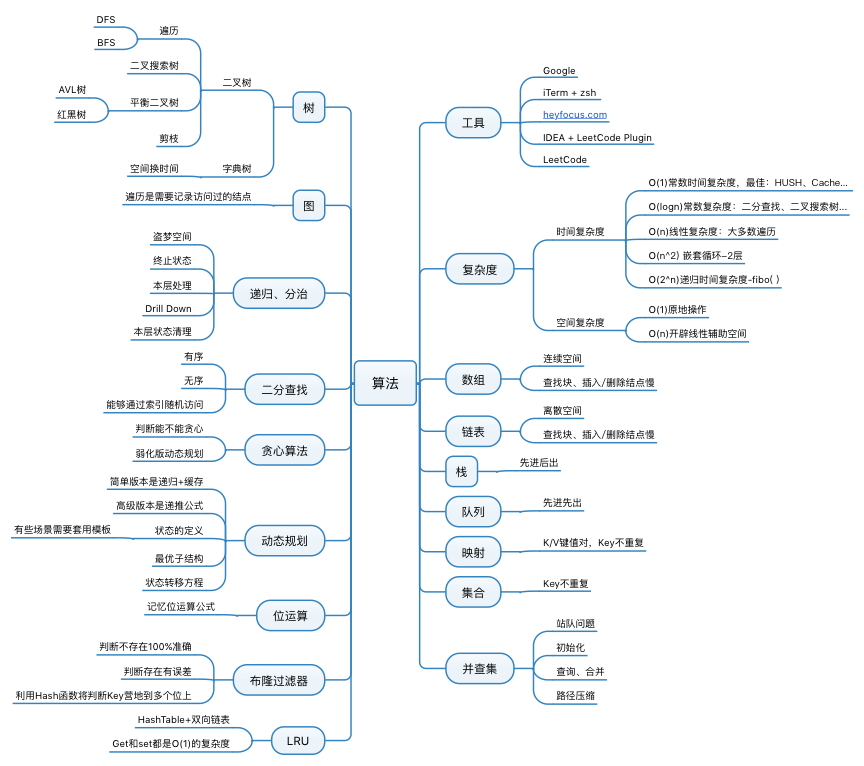 算法
树
二叉树
遍历
DFS
BFS
二叉搜索树
平衡二叉树
AVL树
红黑树
剪枝
字典树
空间换时间
图
遍历是需要记录访问过的结点
递归、分治
盗梦空间
终止状态
本层处理
Drill Down
本层状态清理
二分查找
有序
无序
能够通过索引随机访问
贪心算法
判断能不能贪心
弱化版动态规划
动态规划
简单版本是递归+缓存
高级版本是递推公式
状态的定义
有些场景需要套用模板
最优子结构
状态转移方程
位运算
记忆位运算公式
布隆过滤器
判断不存在100%准确
判断存在有误差
利用Hash函数将判断Key营地到多个位上
LRU
HashTable+双向链表
Get和set都是O(1)的复杂度
工具
Google
iTerm + zsh
heyfocus.com
IDEA + LeetCode Plugin
LeetCode
复杂度
时间复杂度
O(1)常数时间复杂度，最佳：HUSH、Cache...
O(logn)常数复杂度：二分查找、二叉搜索树...
O(n)线性复杂度：大多数遍历
O(n^2) 嵌套循环–2层
O(2^n)递归时间复杂度-fibo( )
空间复杂度
O(1)原地操作
O(n)开辟线性辅助空间
数组
连续空间
查找块、插入/删除结点慢
链表
离散空间
查找块、插入/删除结点慢
栈
先进后出
队列
先进先出
映射
K/V键值对，Key不重复
集合
Key不重复
并查集
站队问题
初始化
查询、合并
路径压缩